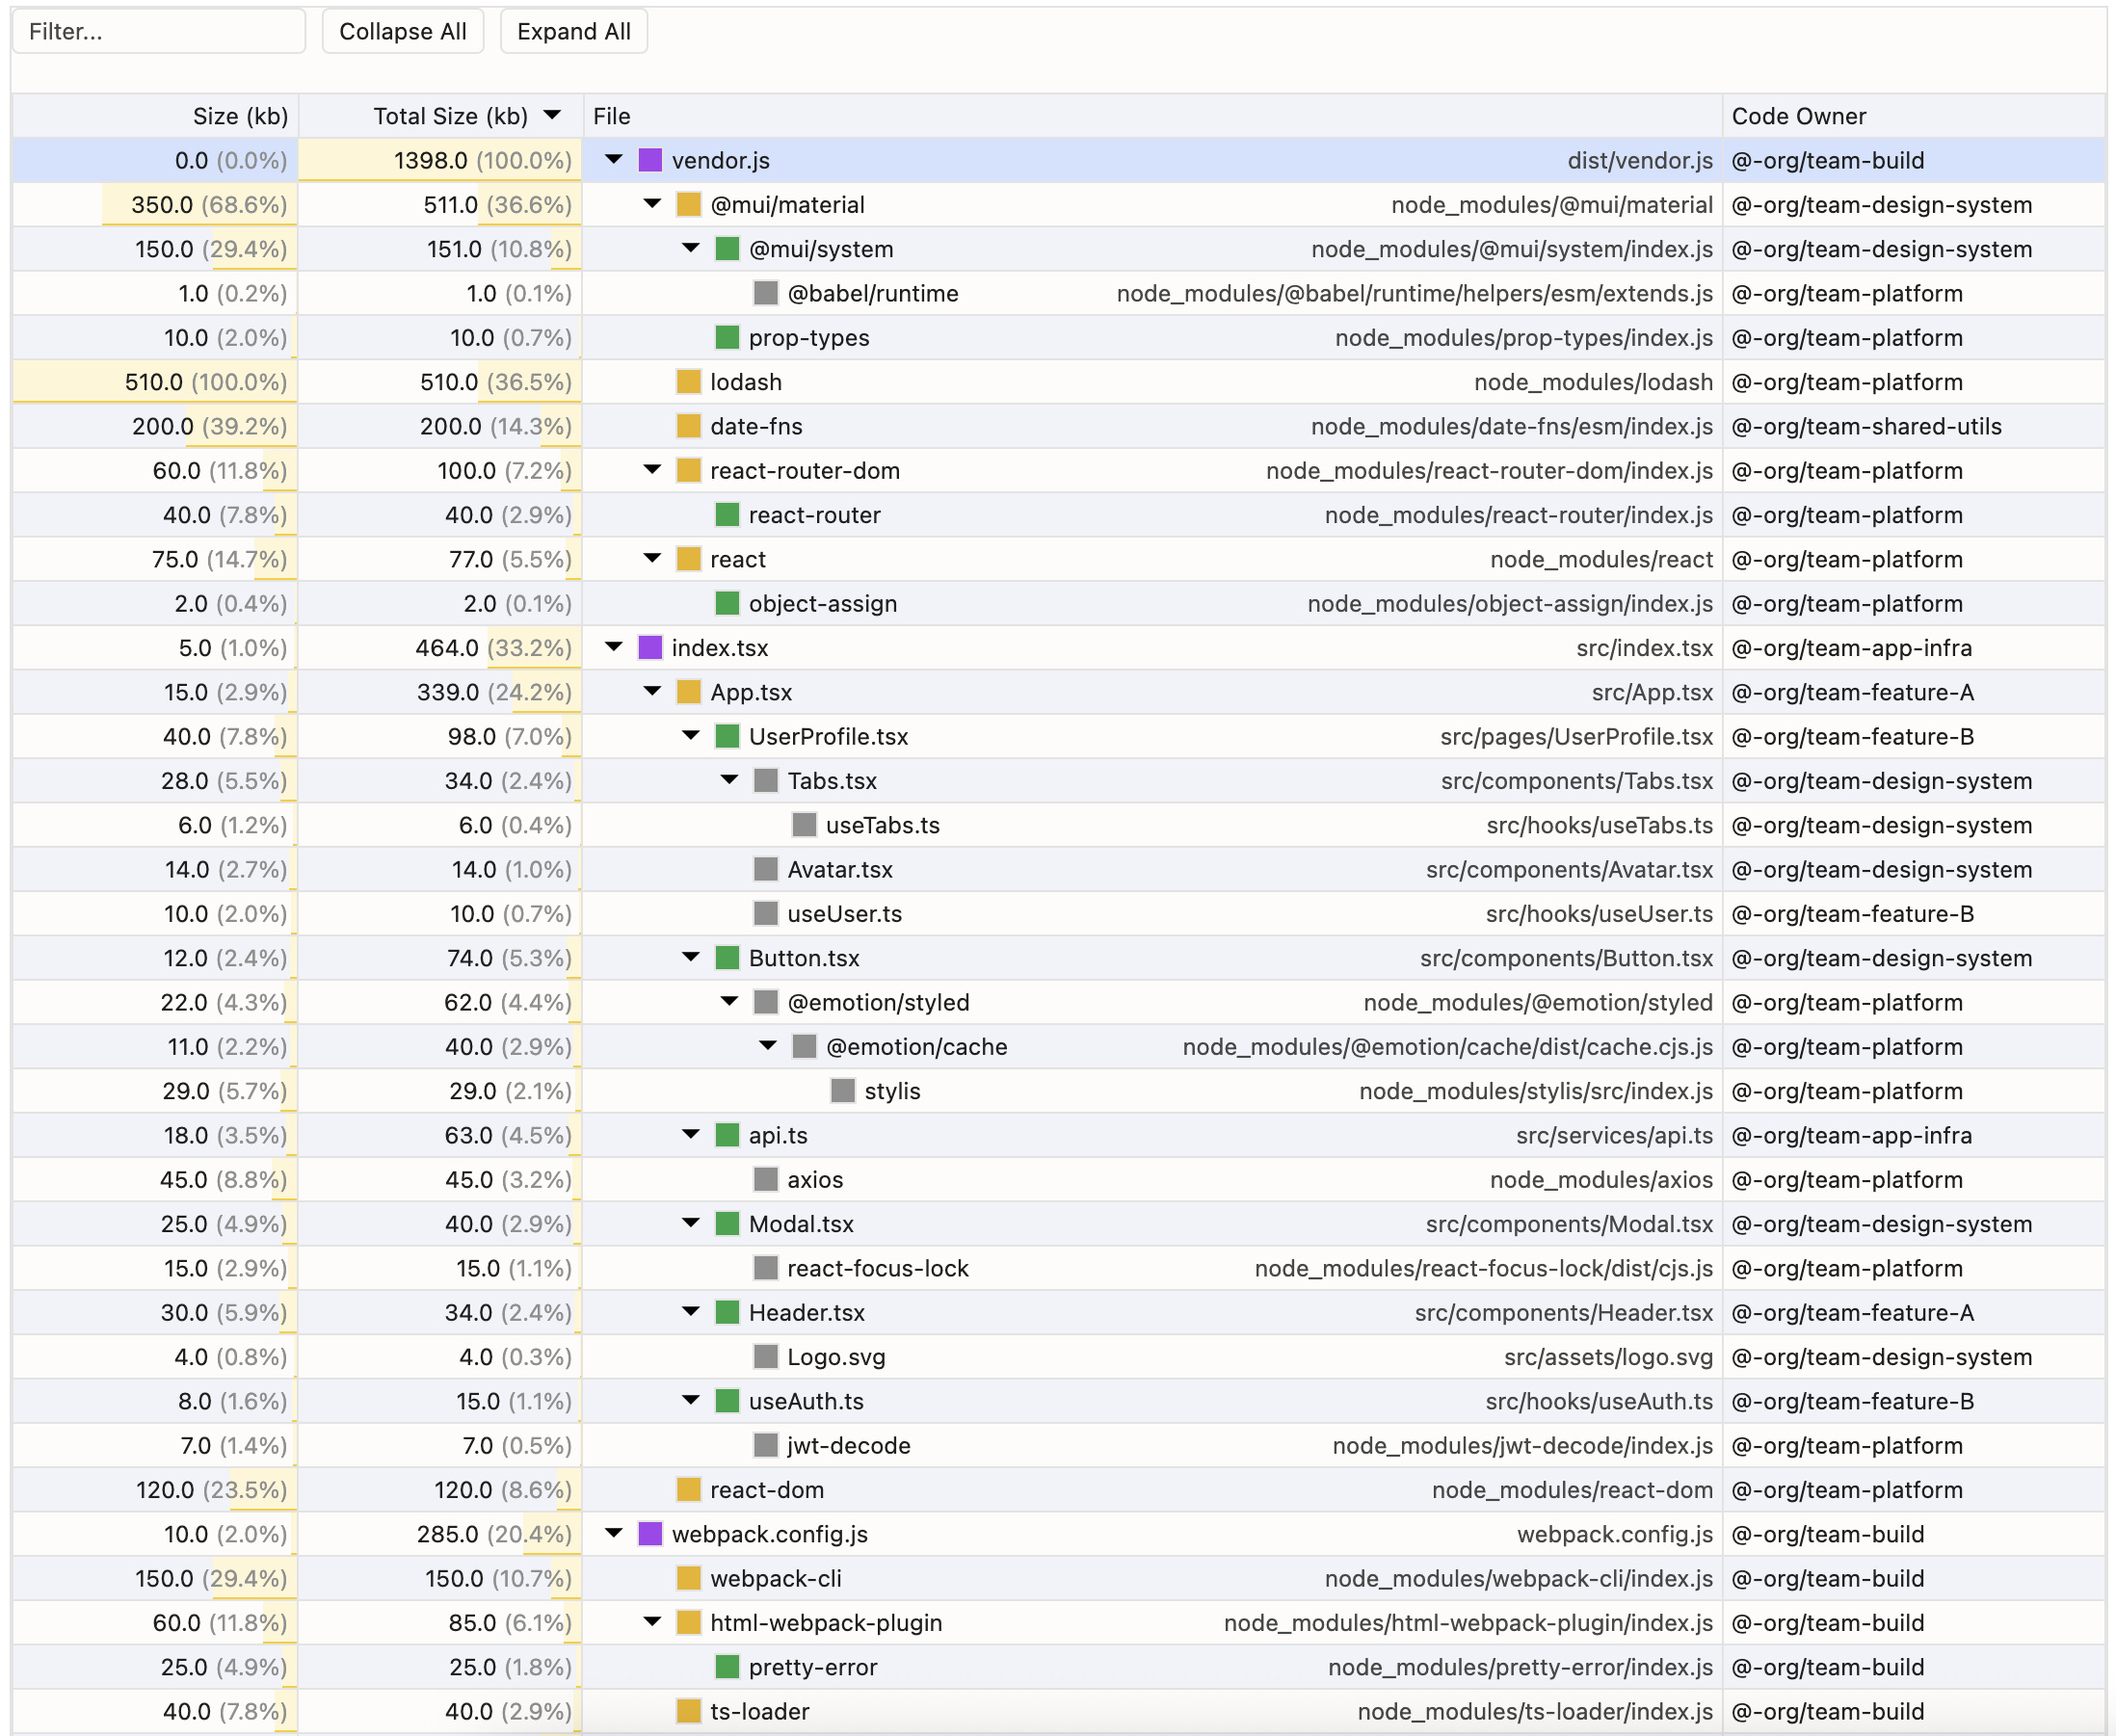 Filter...	Collapse All	Expand All
Size (kb)	Total Size (kb)	File	Code Owner
0.0 (0.0%)	1398.0 (100.0%)	vendor.js	dist/vendor.js	@-org/team-build
350.0 (68.6%)	511.0 (36.6%)	@mui/material	node_modules/@mui/material	@-org/team-design-system
150.0 (29.4%)	151.0 (10.8%)	@mui/system	node_modules/@mui/system/index.js	@-org/team-design-system
1.0 (0.2%)	1.0 (0.1%)	@babel/runtime	node_modules/@babel/runtime/helpers/esm/extends.js	@-org/team-platform
10.0 (2.0%)	10.0 (0.7%)	prop-types	node_modules/prop-types/index.js	@-org/team-platform
510.0 (100.0%)	510.0 (36.5%)	lodash	node_modules/lodash	@-org/team-platform
200.0 (39.2%)	200.0 (14.3%)	date-fns	node_modules/date-fns/esm/index.js	@-org/team-shared-utils
60.0 (11.8%)	100.0 (7.2%)	react-router-dom	node_modules/react-router-dom/index.js	@-org/team-platform
40.0 (7.8%)	40.0 (2.9%)	react-router	node_modules/react-router/index.js	@-org/team-platform
75.0 (14.7%)	77.0 (5.5%)	react	node_modules/react	@-org/team-platform
2.0 (0.4%)	2.0 (0.1%)	object-assign	node_modules/object-assign/index.js	@-org/team-platform
5.0 (1.0%)	464.0 (33.2%)	index.tsx	src/index.tsx	@-org/team-app-infra
15.0 (2.9%)	339.0 (24.2%)	App.tsx	src/App.tsx	@-org/team-feature-A
40.0 (7.8%)	98.0 (7.0%)	UserProfile.tsx	src/pages/UserProfile.tsx	@-org/team-feature-B
28.0 (5.5%)	34.0 (2.4%)	Tabs.tsx	src/components/Tabs.tsx	@-org/team-design-system
6.0 (1.2%)	6.0 (0.4%)	useTabs.ts	src/hooks/useTabs.ts	@-org/team-design-system
14.0 (2.7%)	14.0 (1.0%)	Avatar.tsx	src/components/Avatar.tsx	@-org/team-design-system
10.0 (2.0%)	10.0 (0.7%)	useUser.ts	src/hooks/useUser.ts	@-org/team-feature-B
12.0 (2.4%)	74.0 (5.3%)	Button.tsx	src/components/Button.tsx	@-org/team-design-system
22.0 (4.3%)	62.0 (4.4%)	@emotion/styled	node_modules/@emotion/styled	@-org/team-platform
11.0 (2.2%)	40.0 (2.9%)	@emotion/cache	node_modules/@emotion/cache/dist/cache.cjs.js	@-org/team-platform
29.0 (5.7%)	29.0 (2.1%)	stylis	node_modules/stylis/src/index.js	@-org/team-platform
18.0 (3.5%)	63.0 (4.5%)	api.ts	src/services/api.ts	@-org/team-app-infra
45.0 (8.8%)	45.0 (3.2%)	axios	node_modules/axios	@-org/team-platform
25.0 (4.9%)	40.0 (2.9%)	Modal.tsx	src/components/Modal.tsx	@-org/team-design-system
15.0 (2.9%)	15.0 (1.1%)	react-focus-lock	node_modules/react-focus-lock/dist/cjs.js	@-org/team-platform
30.0 (5.9%)	34.0 (2.4%)	Header.tsx	src/components/Header.tsx	@-org/team-feature-A
4.0 (0.8%)	4.0 (0.3%)	Logo.svg	src/assets/logo.svg	@-org/team-design-system
8.0 (1.6%)	15.0 (1.1%)	useAuth.ts	src/hooks/useAuth.ts	@-org/team-feature-B
7.0 (1.4%)	7.0 (0.5%)	jwt-decode	node_modules/jwt-decode/index.js	@-org/team-platform
120.0 (23.5%)	120.0 (8.6%)	react-dom	node_modules/react-dom	@-org/team-platform
10.0 (2.0%)	285.0 (20.4%)	webpack.config.js	webpack.config.js	@-org/team-build
150.0 (29.4%)	150.0 (10.7%)	webpack-cli	node_modules/webpack-cli/index.js	@-org/team-build
60.0 (11.8%)	85.0 (6.1%)	html-webpack-plugin	node_modules/html-webpack-plugin/index.js	@-org/team-build
25.0 (4.9%)	25.0 (1.8%)	pretty-error	node_modules/pretty-error/index.js	@-org/team-build
40.0 (7.8%)	40.0 (2.9%)	ts-loader	node_modules/ts-loader/index.js	@-org/team-build